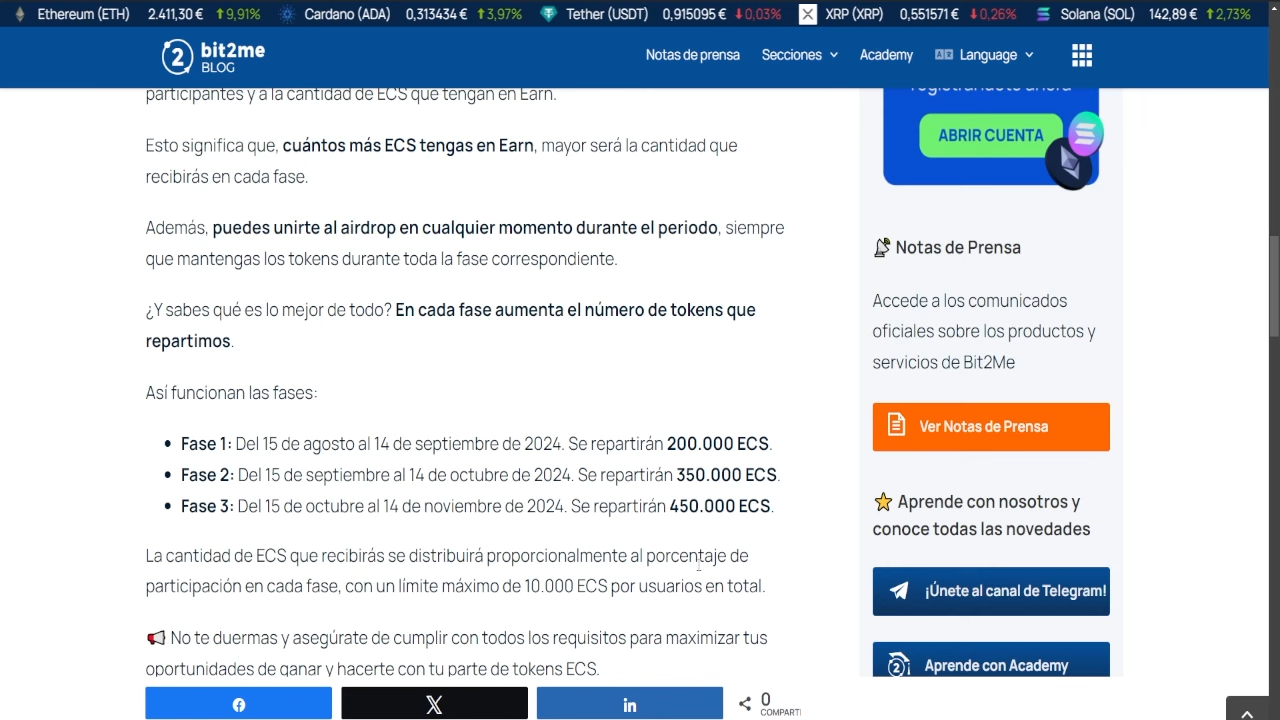 Ethereum (ETH) 2.411,30 € ↑9,91% Cardano (ADA) 0,313434 € ↑3,97% Tether (USDT) 0,915095 € ↓0,03% XRP (XRP) 0,551571 € ↓0,26% Solana (SOL) 142,89 € ↑2,73%
bit2me
BLOG
Notas de prensa Secciones Academy Language
participantes y a la cantidad de ECS que tengan en Earn.
Esto significa que, cuántos más ECS tengas en Earn, mayor será la cantidad que
recibirás en cada fase.
Además, puedes unirte al airdrop en cualquier momento durante el periodo, siempre
que mantengas los tokens durante toda la fase correspondiente.
¿Y sabes qué es lo mejor de todo? En cada fase aumenta el número de tokens que
repartimos.
Así funcionan las fases:
• Fase 1: Del 15 de agosto al 14 de septiembre de 2024. Se repartirán 200.000 ECS.
• Fase 2: Del 15 de septiembre al 14 de octubre de 2024. Se repartirán 350.000 ECS.
• Fase 3: Del 15 de octubre al 14 de noviembre de 2024. Se repartirán 450.000 ECS.
La cantidad de ECS que recibirás se distribuirá proporcionalmente al porcentaje de
participación en cada fase, con un límite máximo de 10.000 ECS por usuarios en total.
No te duermas y asegúrate de cumplir con todos los requisitos para maximizar tus
oportunidades de ganar y hacerte con tu parte de tokens ECS.
0
COMPARTI
ABRIR CUENTA
Notas de Prensa
Accede a los comunicados
oficiales sobre los productos y
servicios de Bit2Me
Ver Notas de Prensa
Aprende con nosotros y
conoce todas las novedades
¡Únete al canal de Telegram!
Aprende con Academy